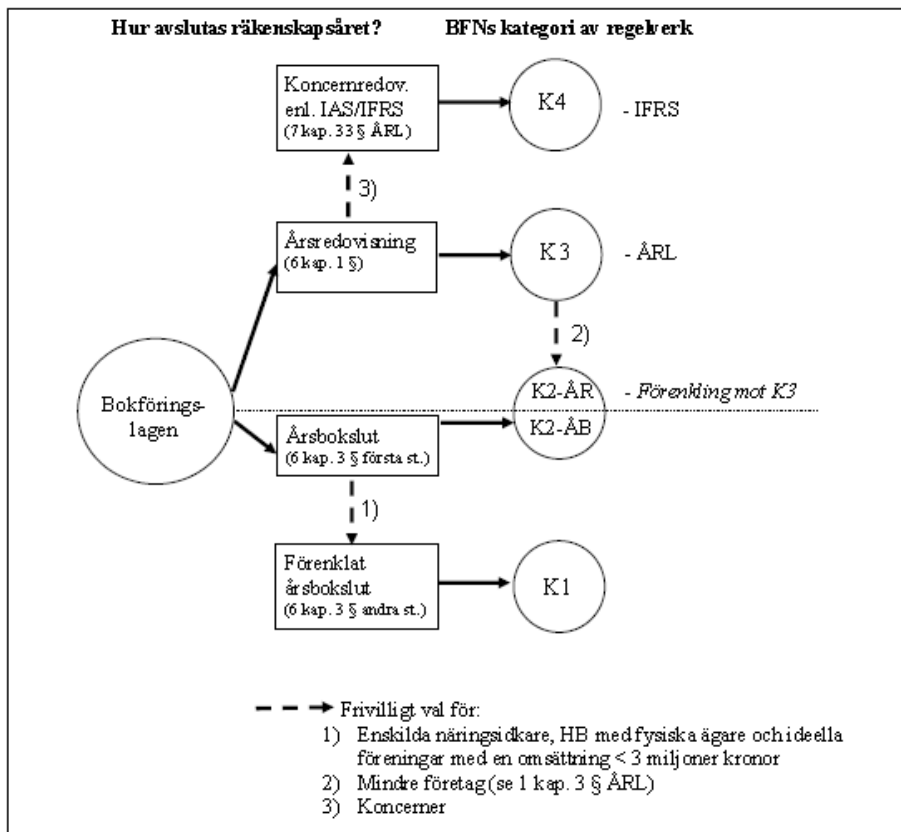 Hur avslutas räkenskapsåret?
BFNs kategori av regelverk
Koncernredov.
enl. IAS/IFRS
(7 kap. 33 § ÅRL)
K4
- IFRS
3)
Årsredovisning
(6 kap. 1 §)
K3
- ÅRL
2)
Bokförings-
lagen
K2-ÅR
- Förenkling mot K3
K2-ÅB
Årsbokslut
(6 kap. 3 § första st.)
1)
Förenklat
årsbokslut
(6 kap. 3 § andra st.)
K1
Frivilligt val för:
1) Enskilda näringsidkare, HB med fysiska ägare och ideella
föreningar med en omsättning < 3 miljoner kronor
2) Mindre företag (se 1 kap. 3 § ÅRL)
3) Koncerner